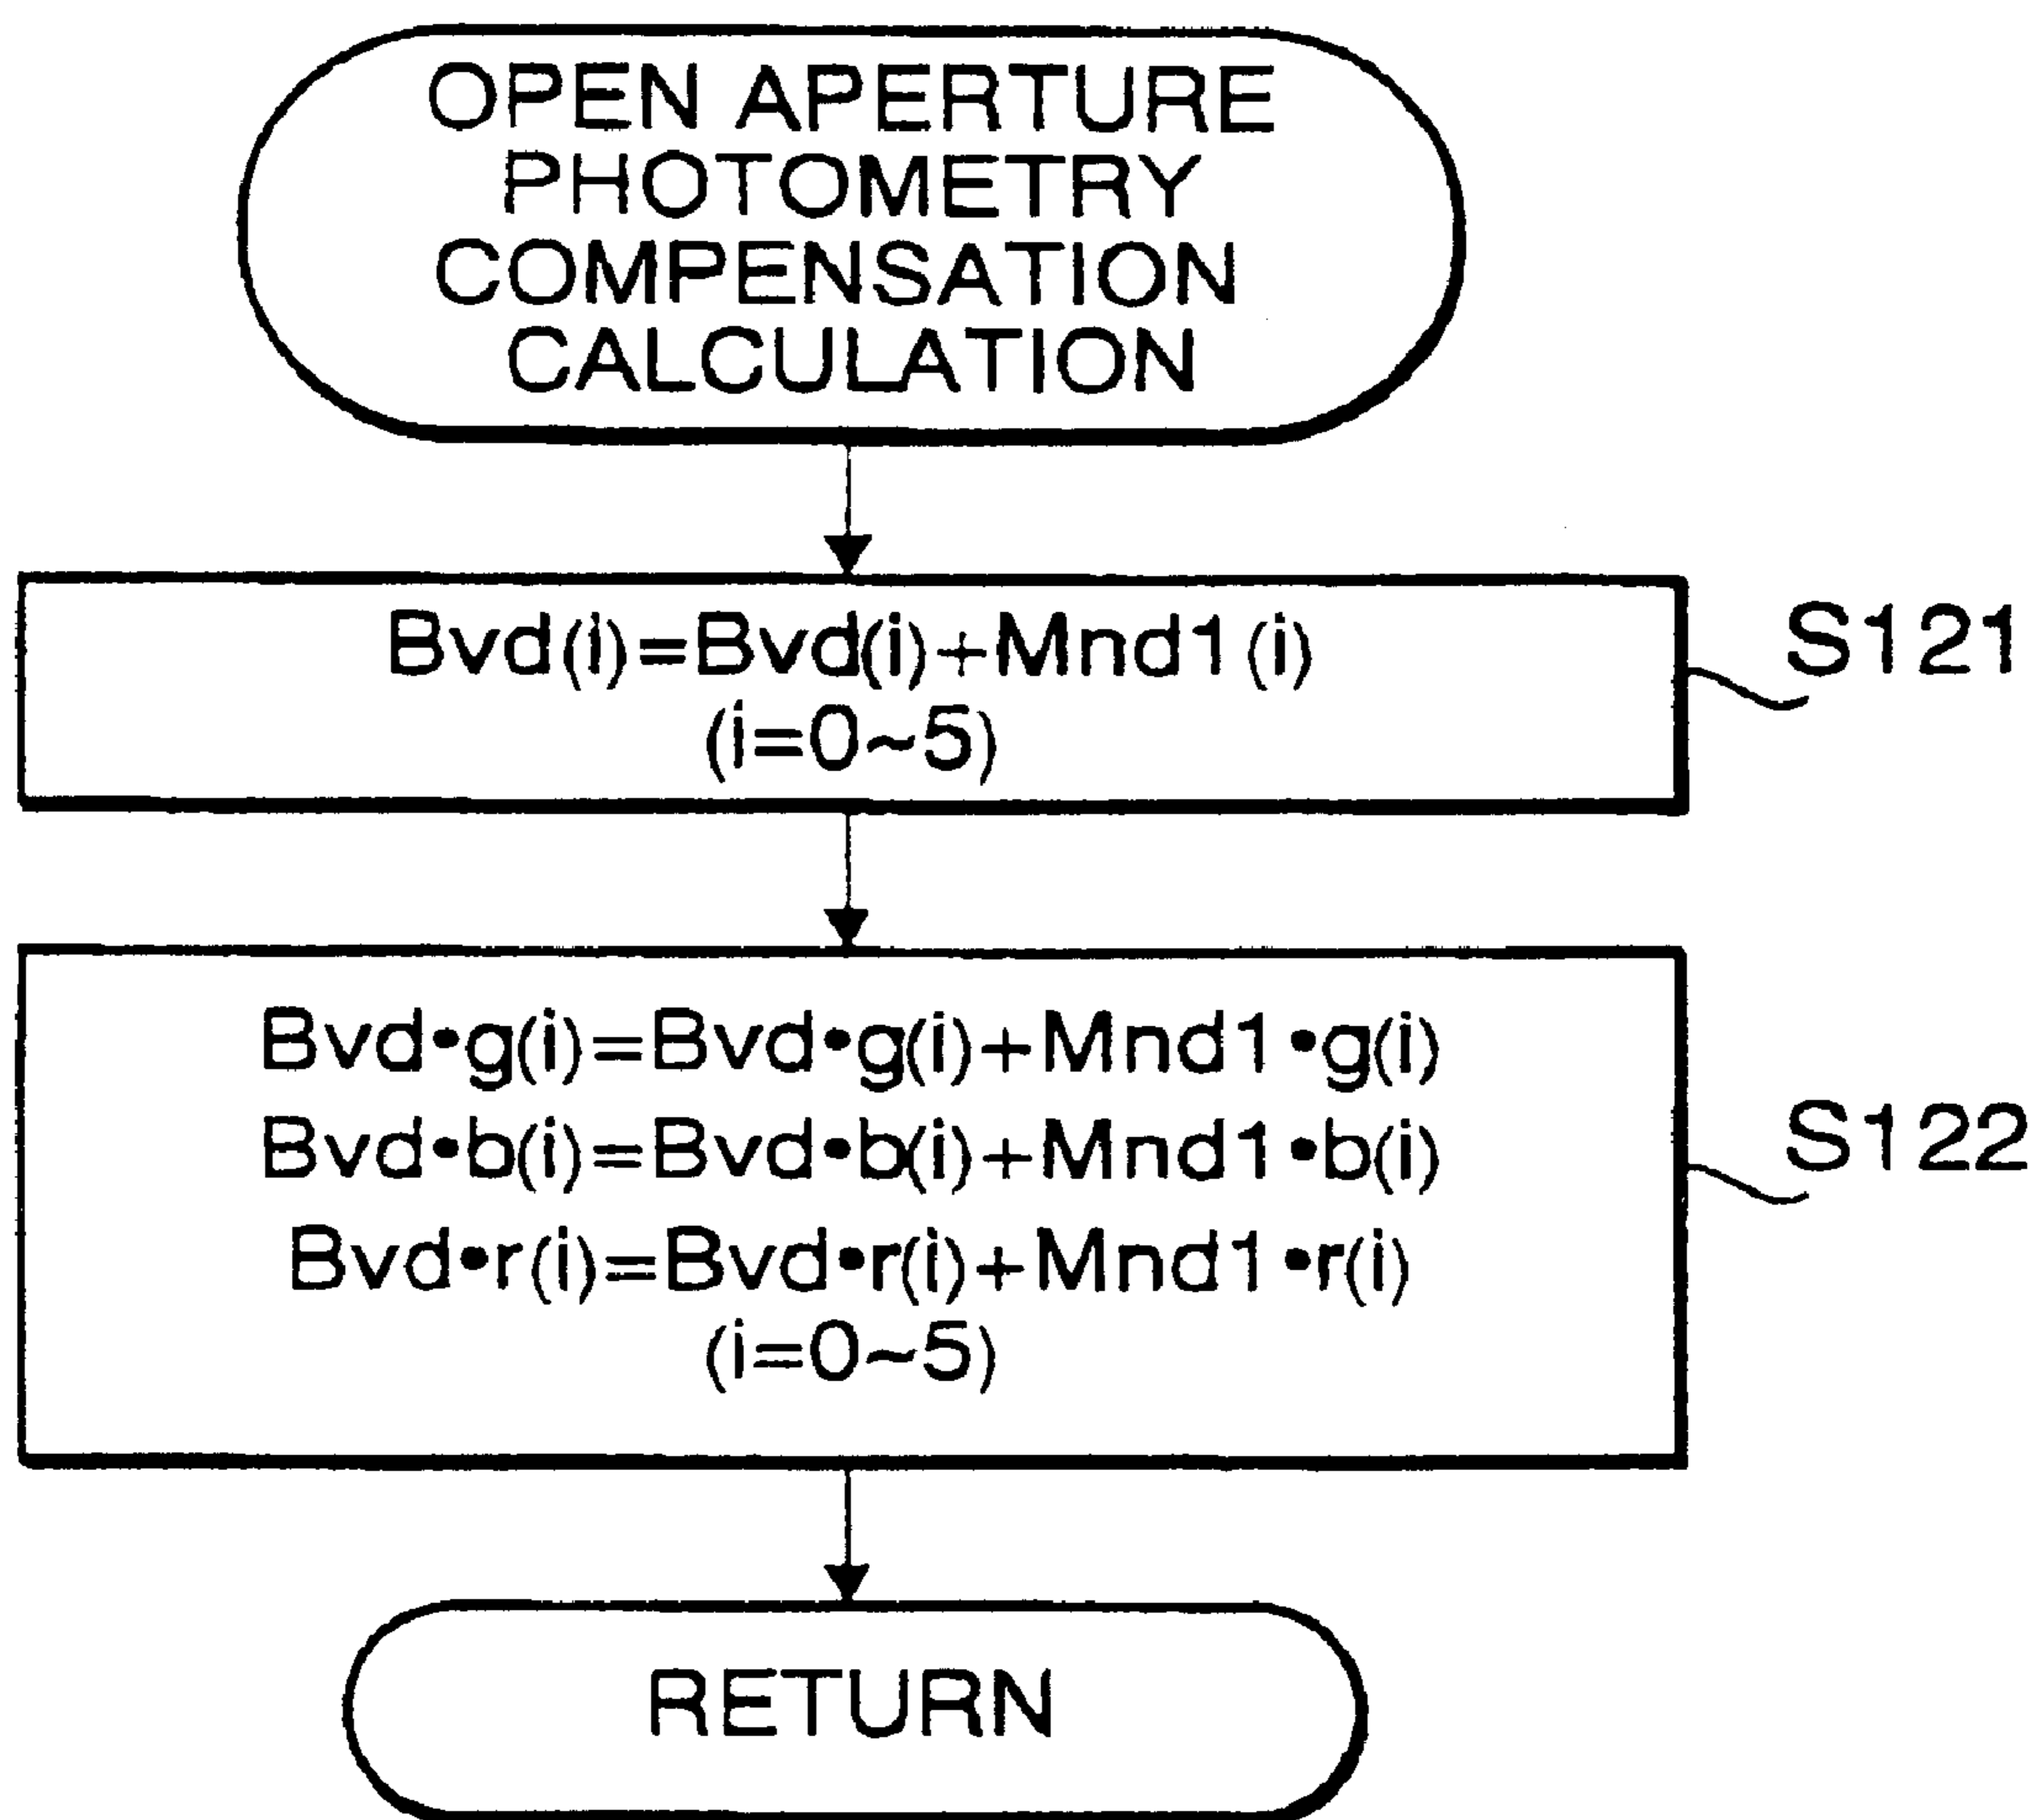 OPEN APERTURE
PHOTOMETRY
COMPENSATION
CALCULATION
Bvd(i)=Bvd(i)+Mnd1(i)
(i=0~5)
S121
Bvd•g(i)=Bvd•g(i)+Mnd1•g(i)
Bvd•b(i)=Bvd•b(i)+Mnd1•b(i)
Bvd•r(i)=Bvd•r(i)+Mnd1•r(i)
(i=0~5)
S122
RETURN